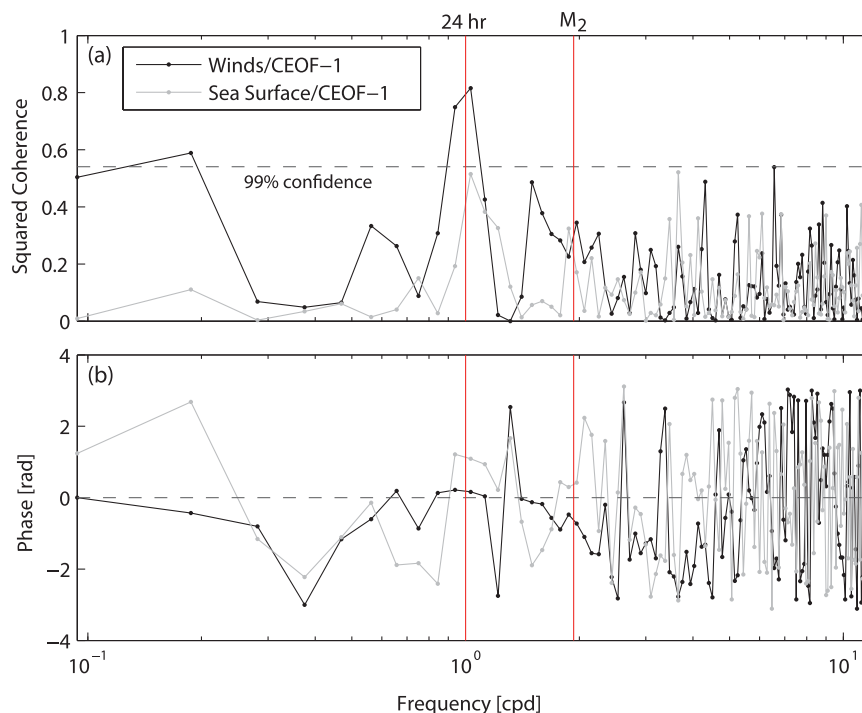 24 hr
M2
(a)
Winds/CEOF−1
Sea Surface/CEOF−1
99% confidence
Squared Coherence
1
0.8
0.6
0.4
0.2
0
(b)
Phase [rad]
4
2
0
−2
−4
10−1
100
101
Frequency [cpd]